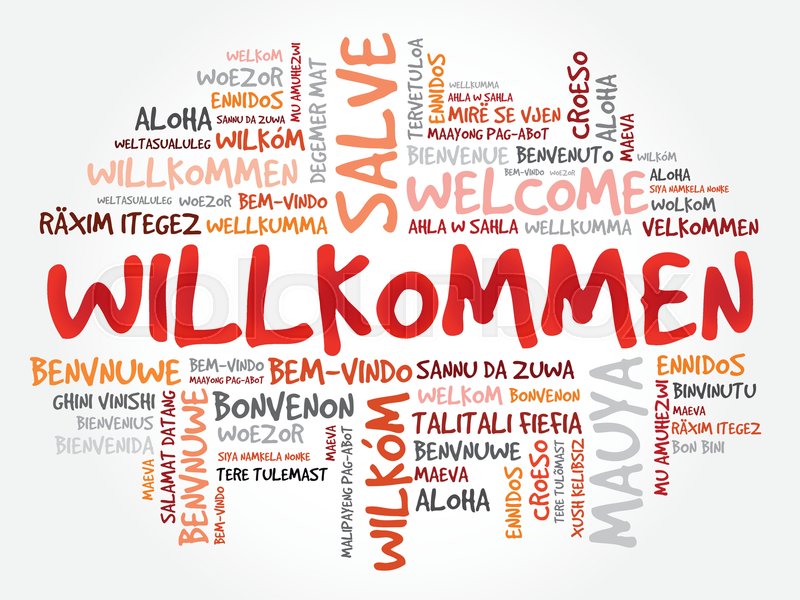 WELKOM
WOEZOR
ENNIDOS
MU AMUHEZWI
DEGEMER MAT
SALVE
ALOHA
SANNU DA ZUWA
WELTASUALULEG
WILKÓM
WILLKOMMEN
WELTASUALULEG
WOEZOR
BEM-VINDO
RÄXIM ITEGEZ
WELLKUMMA
TERVETULOA
ENNIDOS
WELLKUMMA
AHLA W SAHLA
MIRË SE VJEN
MAAYONG PAG-ABOT
CROESO
ALOHA
MAEVA
BIENVENUE
BENVENUTO
WILKÓM
BEM-VINDO
WOEZOR
WELCOME
ALOHA
SIYA NAMKELA NONKE
WOLKOM
AHLA W SAHLA
WELLKUMMA
VELKOMMEN
WILLKOMMEN
colourbox
BENVNUWE
BEM-VINDO
MAAYONG PAG-ABOT
BEM-VINDO
SANNU DA ZUWA
GHINI VINISHI
BIENVENIUS
BIENVENIDA
MAEVA
SALAMAT DATANG
BENVNUWE
BEM-VINDO
BONVENON
WOEZOR
SIYA NAMKELA NONKE
TERE TULEMAST
MAEVA
MALIPAYENG PAG-ABOT
WILKÓM
WELKOM
BONVENON
TALITALI FIEFIA
BENVNUWE
MAEVA
ALOHA
ENNIDOS
CROESO
TERE TULÕMAST
XUSH KELIBSIZ
MAUYA
ENNIDOS
MU AMUHEZWI
BINVINUTU
MAEVA
RÄXIM ITEGEZ
BON BINI